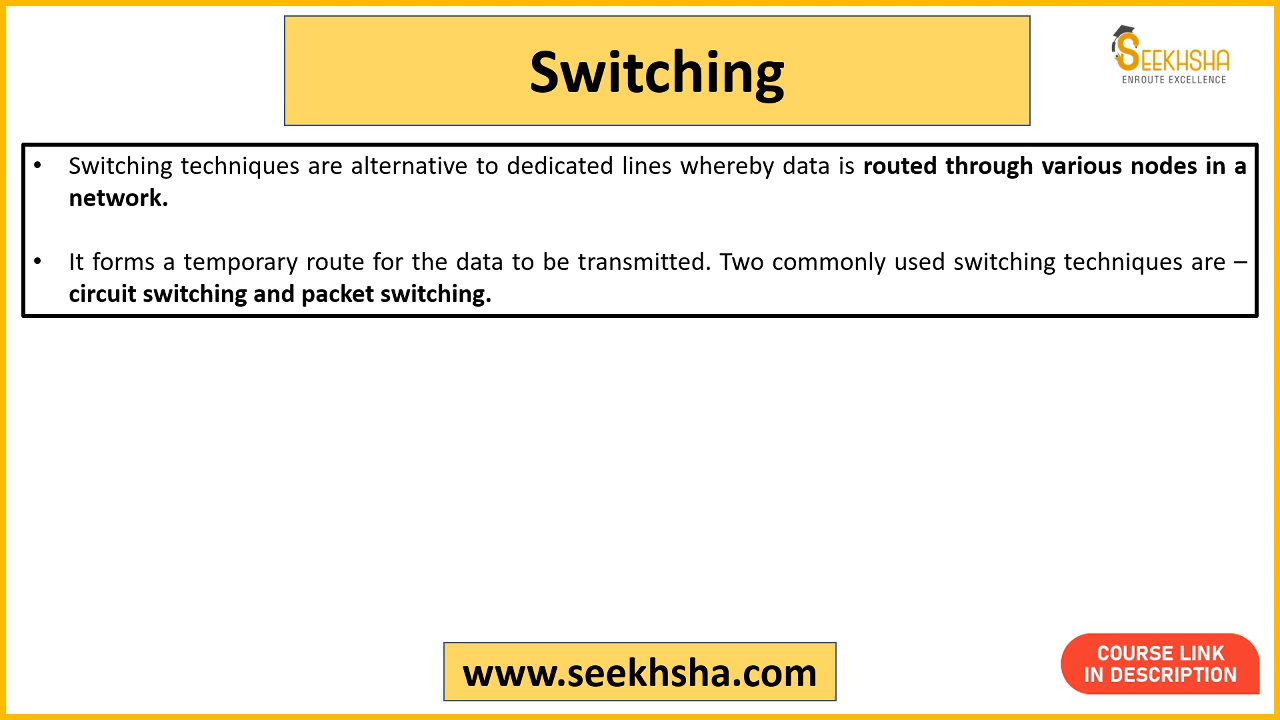 Switching
SEEKHSHA
ENROUTE EXCELLENCE
• Switching techniques are alternative to dedicated lines whereby data is routed through various nodes in a
network.
• It forms a temporary route for the data to be transmitted. Two commonly used switching techniques are –
circuit switching and packet switching.
www.seekhsha.com
COURSE LINK
IN DESCRIPTION